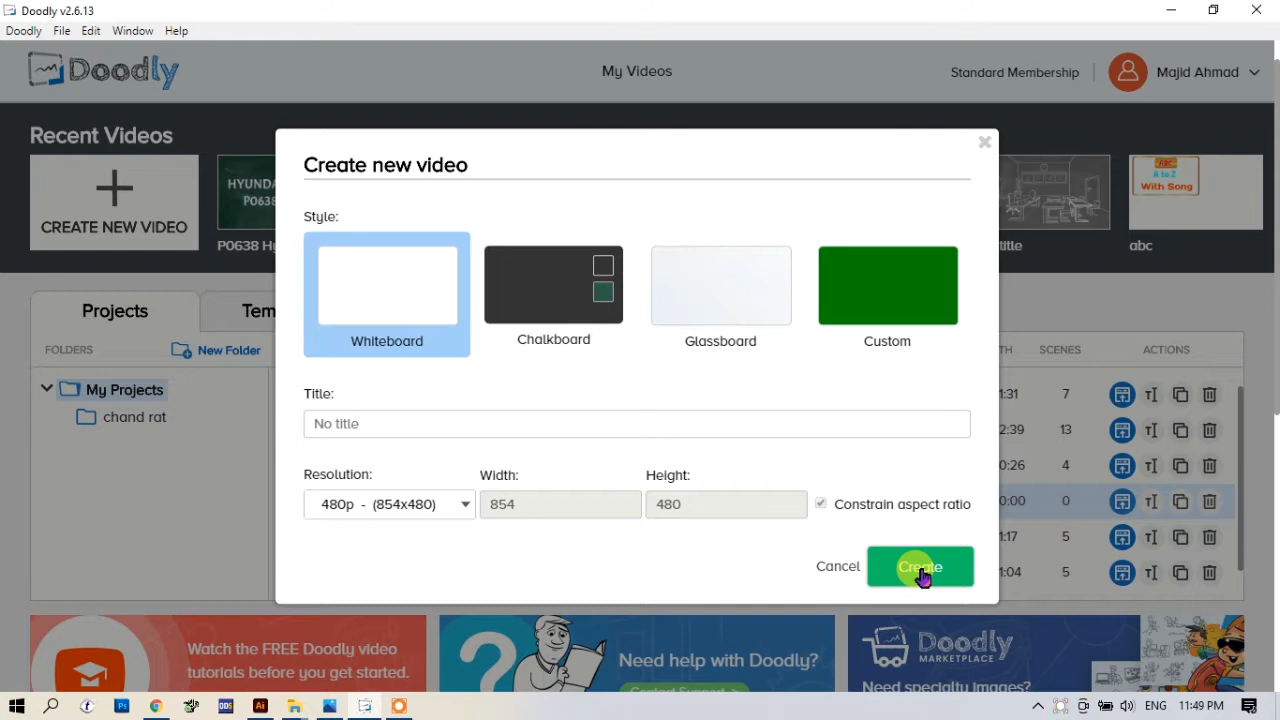 Doodly v2.6.13
Doodly File Edit Window Help
Doodly
My Videos
Standard Membership
Majid Ahmad
Recent Videos
CREATE NEW VIDEO
HYUNDA
P0638
P0638 Hy
title
ABC
A to Z
With Song
abc
Create new video
Style:
Whiteboard
Chalkboard
Glassboard
Custom
Title:
No title
Resolution:
Width:
Height:
480p - (854x480)
854
480
Constrain aspect ratio
Cancel
Create
Projects
Tem
FOLDERS
New Folder
My Projects
chand rat
TH
SCENES
ACTIONS
1:31 7
2:39 13
0:26 4
0:00 0
1:17 5
1:04 5
Watch the FREE Doodly video
tutorials before you get started.
Need help with Doodly?
Contact Support
Doodly
MARKETPLACE
Need specialty images?
ENG
11:49 PM